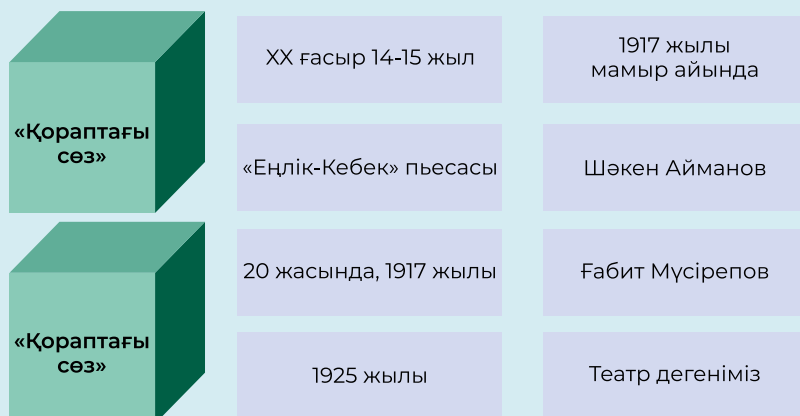 «Қораптағы
сөз»
ХХ ғасыр 14-15 жыл
1917 жылы
мамыр айында
«Еңлік-Кебек» пьесасы
Шәкен Айманов
«Қораптағы
сөз»
20 жасында, 1917 жылы
Ғабит Мүсірепов
1925 жылы
Театр дегеніміз